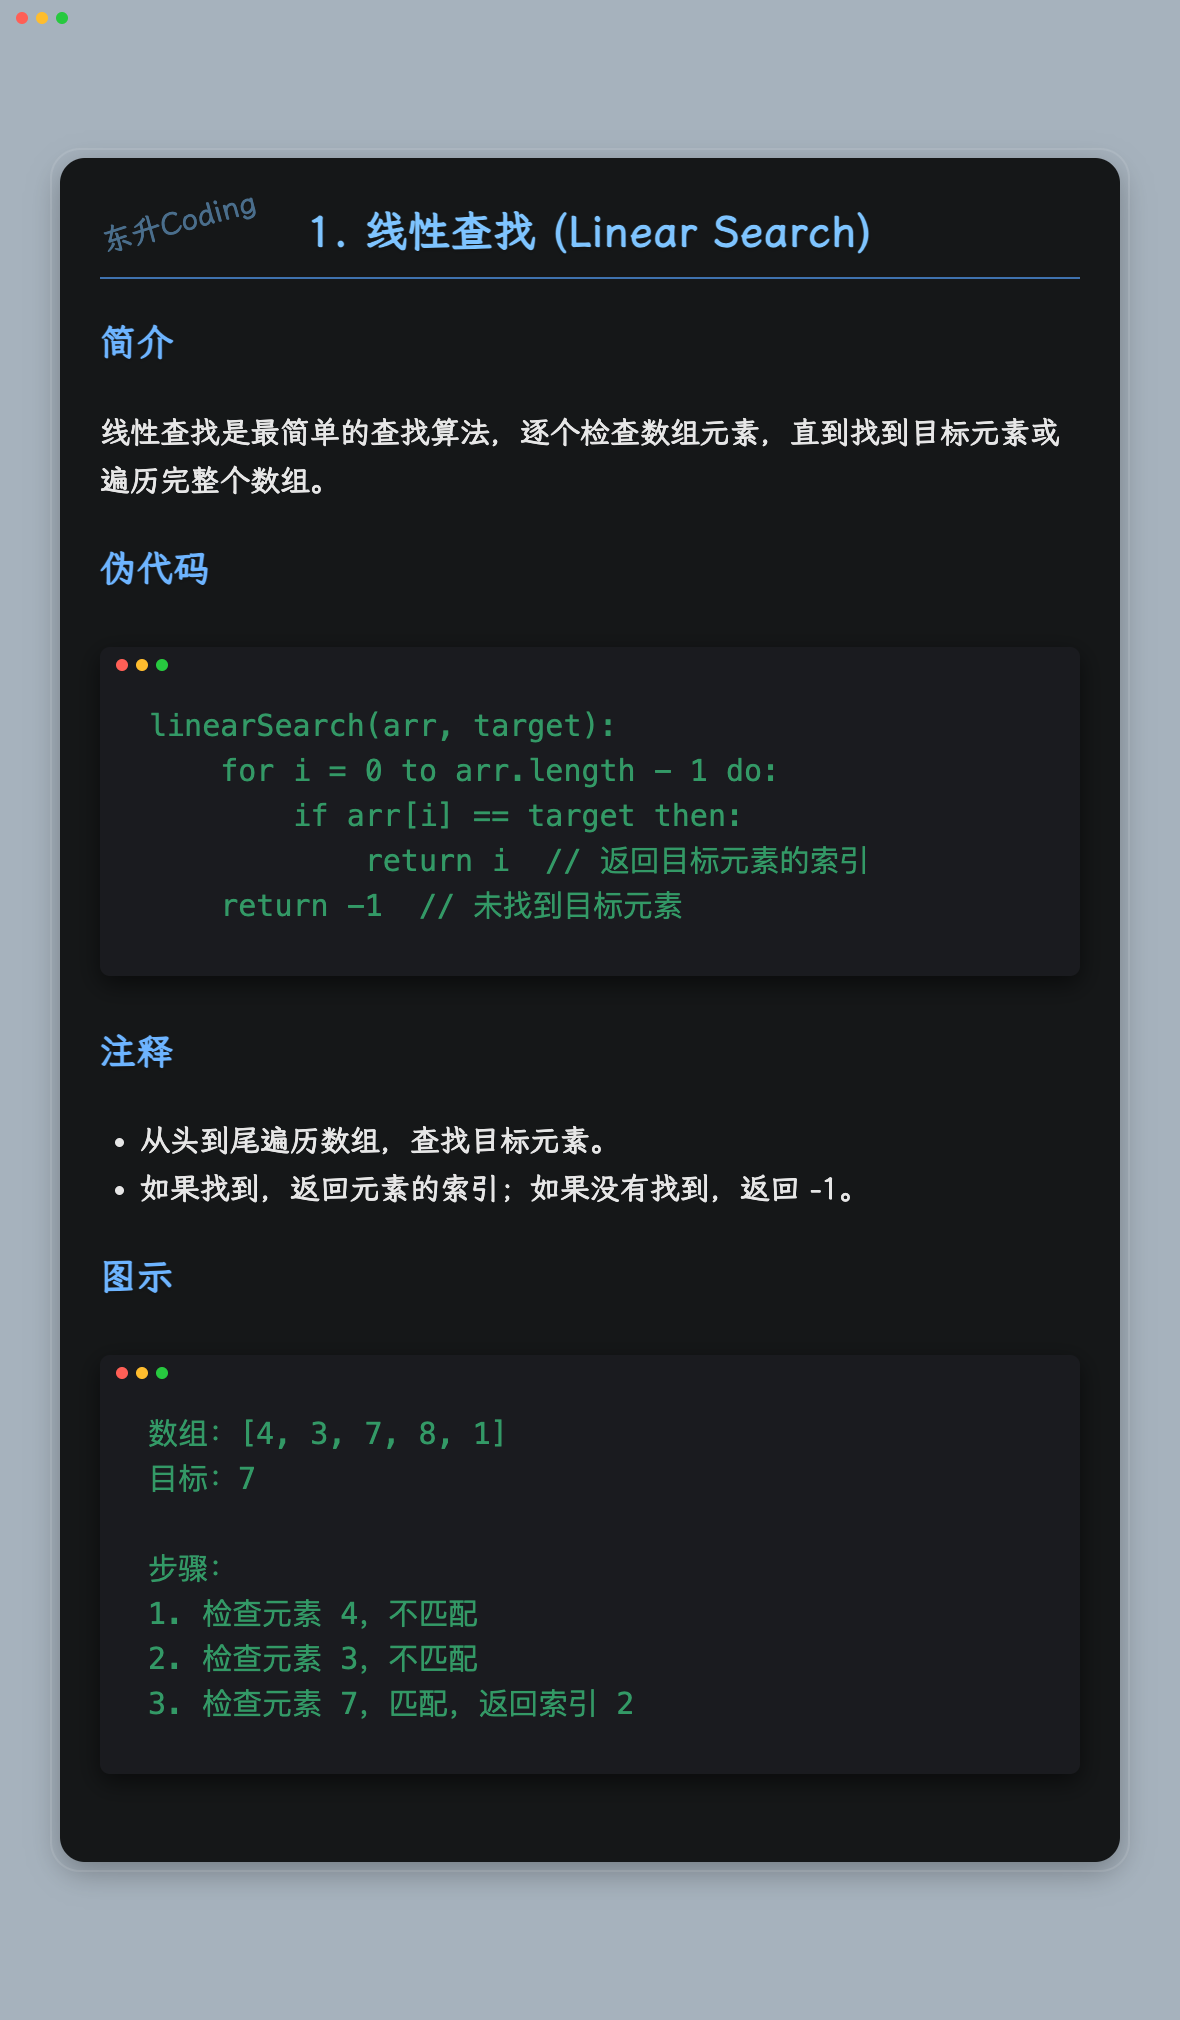 东升Coding
1. 线性查找 (Linear Search)
简介
线性查找是最简单的查找算法，逐个检查数组元素，直到找到目标元素或
遍历完整个数组。
伪代码
linearSearch(arr, target):
    for i = 0 to arr.length - 1 do:
        if arr[i] == target then:
            return i  // 返回目标元素的索引
    return -1  // 未找到目标元素
注释
• 从头到尾遍历数组，查找目标元素。
• 如果找到，返回元素的索引；如果没有找到，返回 -1。
图示
数组：[4, 3, 7, 8, 1]
目标：7
步骤：
1. 检查元素 4，不匹配
2. 检查元素 3，不匹配
3. 检查元素 7，匹配，返回索引 2